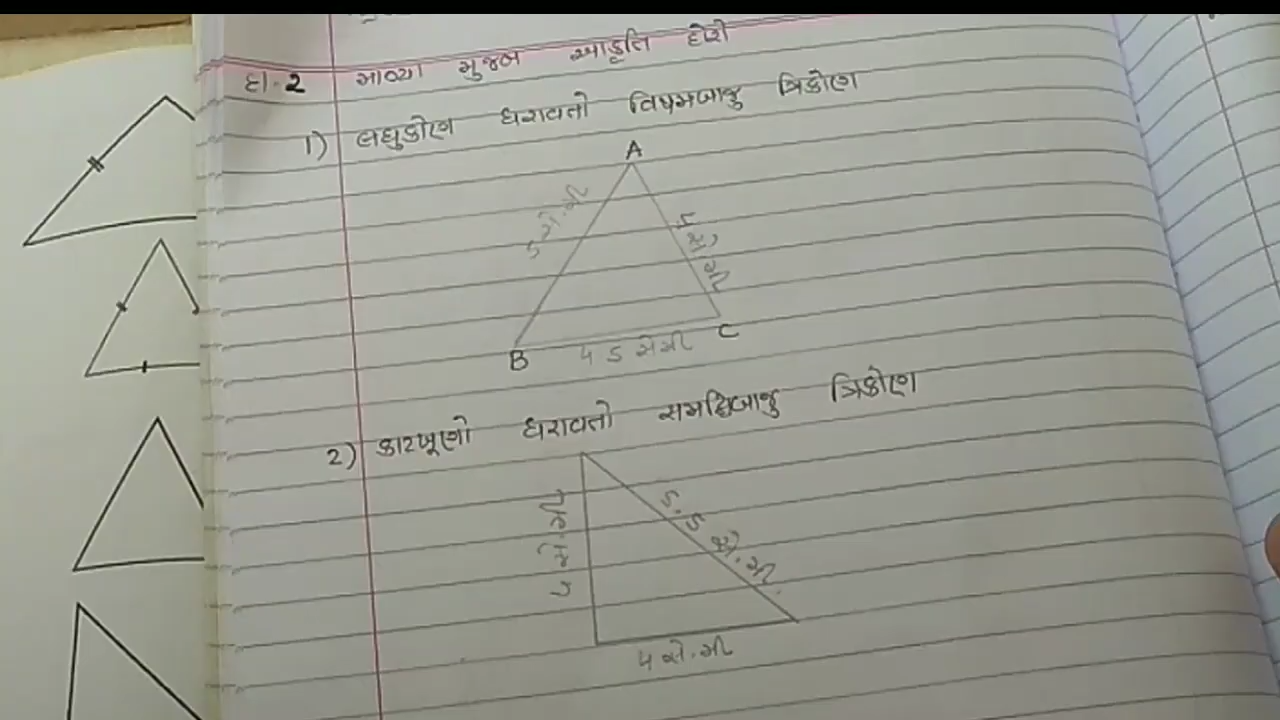 દા.2 માવ્યા મુજબ આકૃતિ દોરો
1) લઘુકોણ ધરાવતો વિષમબાજુ ત્રિકોણ
A
5 સે.મી
5 સે.મી
B
C
4 5 સેમી
2) કાટખૂણો ધરાવતો સમદ્વિબાજુ ત્રિકોણ
5.5 સે.મી.
4 સે.મી